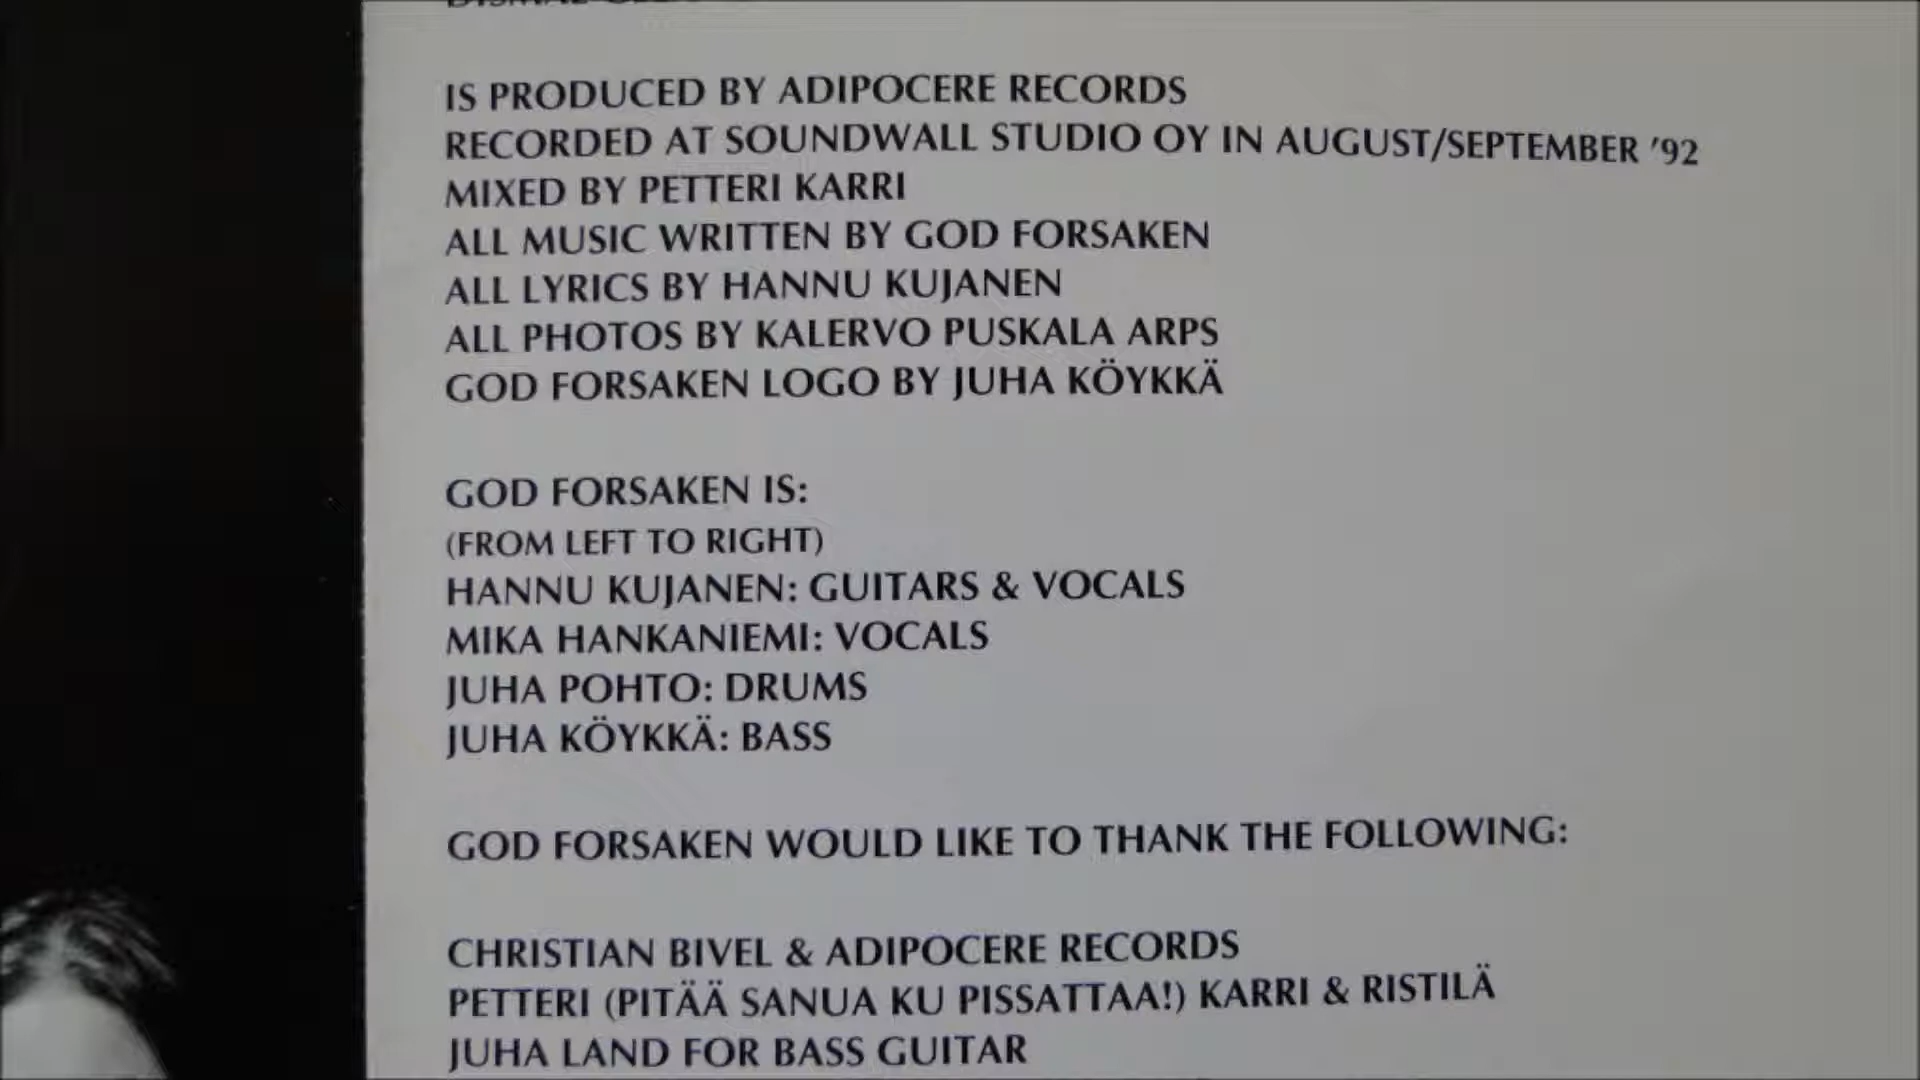 IS PRODUCED BY ADIPOCERE RECORDS
RECORDED AT SOUNDWALL STUDIO OY IN AUGUST/SEPTEMBER '92
MIXED BY PETTERI KARRI
ALL MUSIC WRITTEN BY GOD FORSAKEN
ALL LYRICS BY HANNU KUJANEN
ALL PHOTOS BY KALERVO PUSKALA ARPS
GOD FORSAKEN LOGO BY JUHA KÖYKKÄ
GOD FORSAKEN IS:
(FROM LEFT TO RIGHT)
HANNU KUJANEN: GUITARS & VOCALS
MIKA HANKANIEMI: VOCALS
JUHA POHTO: DRUMS
JUHA KÖYKKÄ: BASS
GOD FORSAKEN WOULD LIKE TO THANK THE FOLLOWING:
CHRISTIAN BIVEL & ADIPOCERE RECORDS
PETTERI (PITÄÄ SANUA KU PISSATTAA!) KARRI & RISTILÄ
JUHA LAND FOR BASS GUITAR